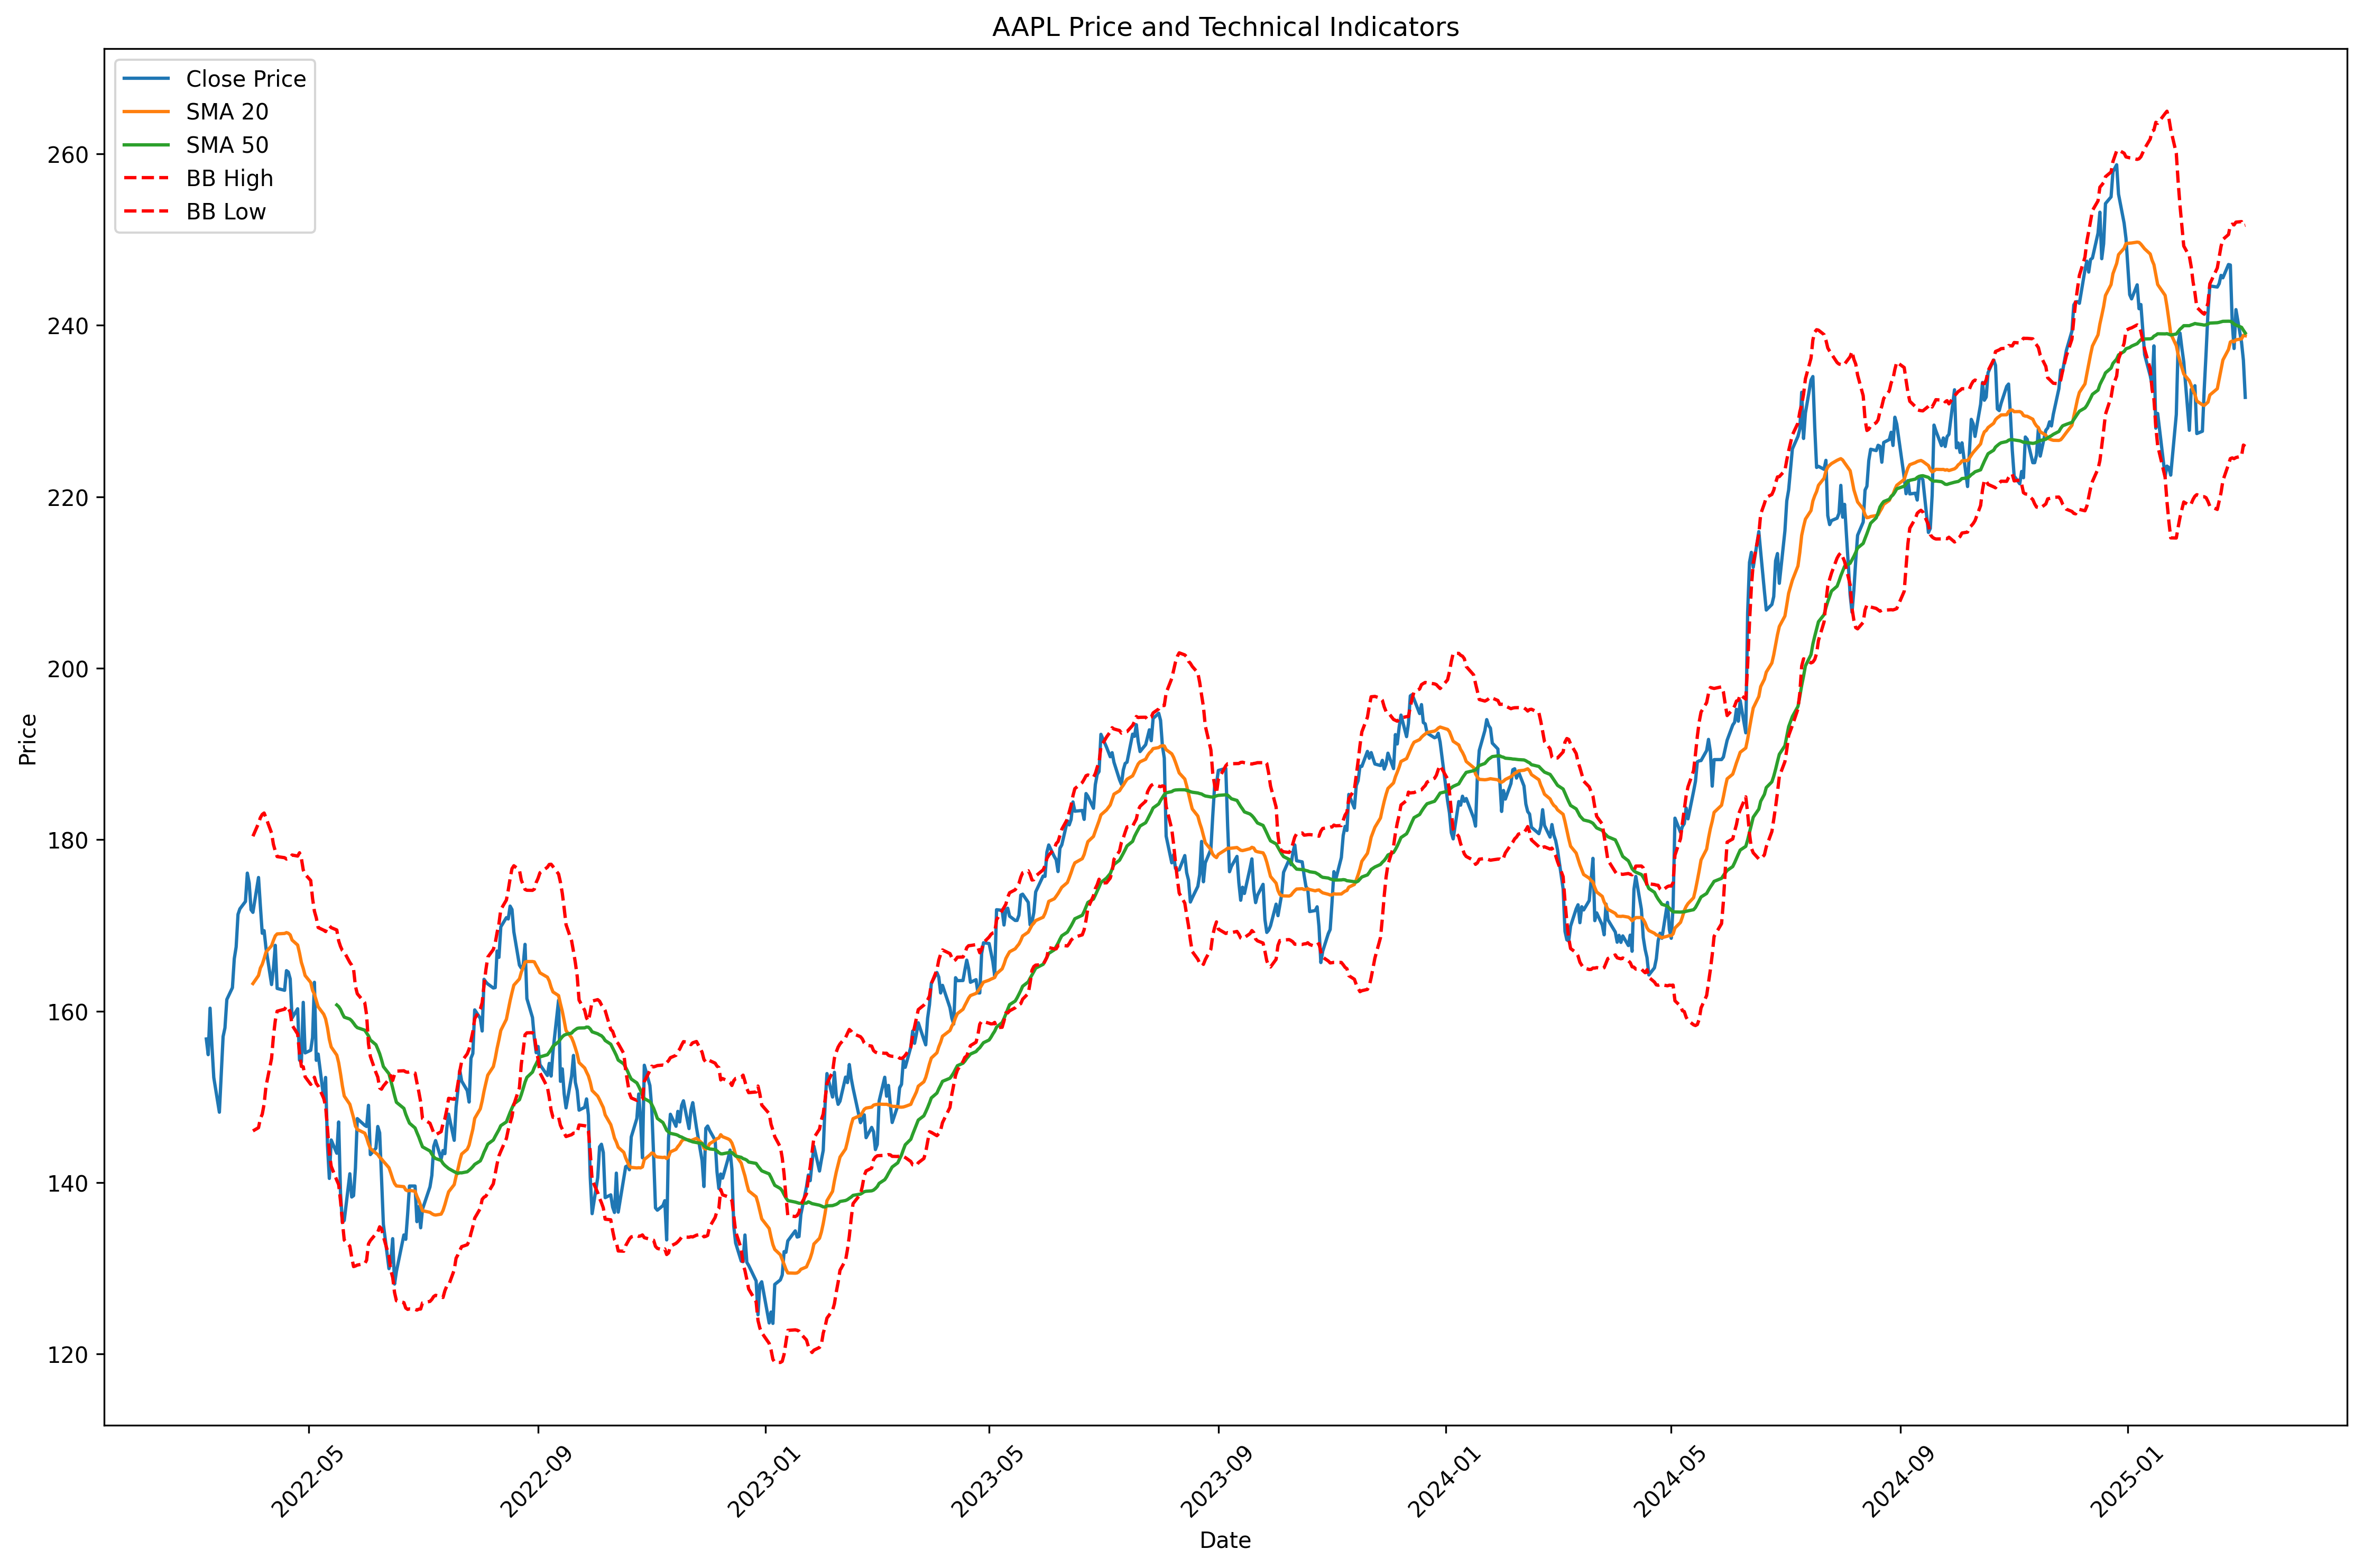 AAPL Price and Technical Indicators
Close Price
SMA 20
SMA 50
BB High
BB Low
260
240
220
200
180
160
140
120
Price
2022-05
2022-09
2023-01
2023-05
2023-09
2024-01
2024-05
2024-09
2025-01
Date